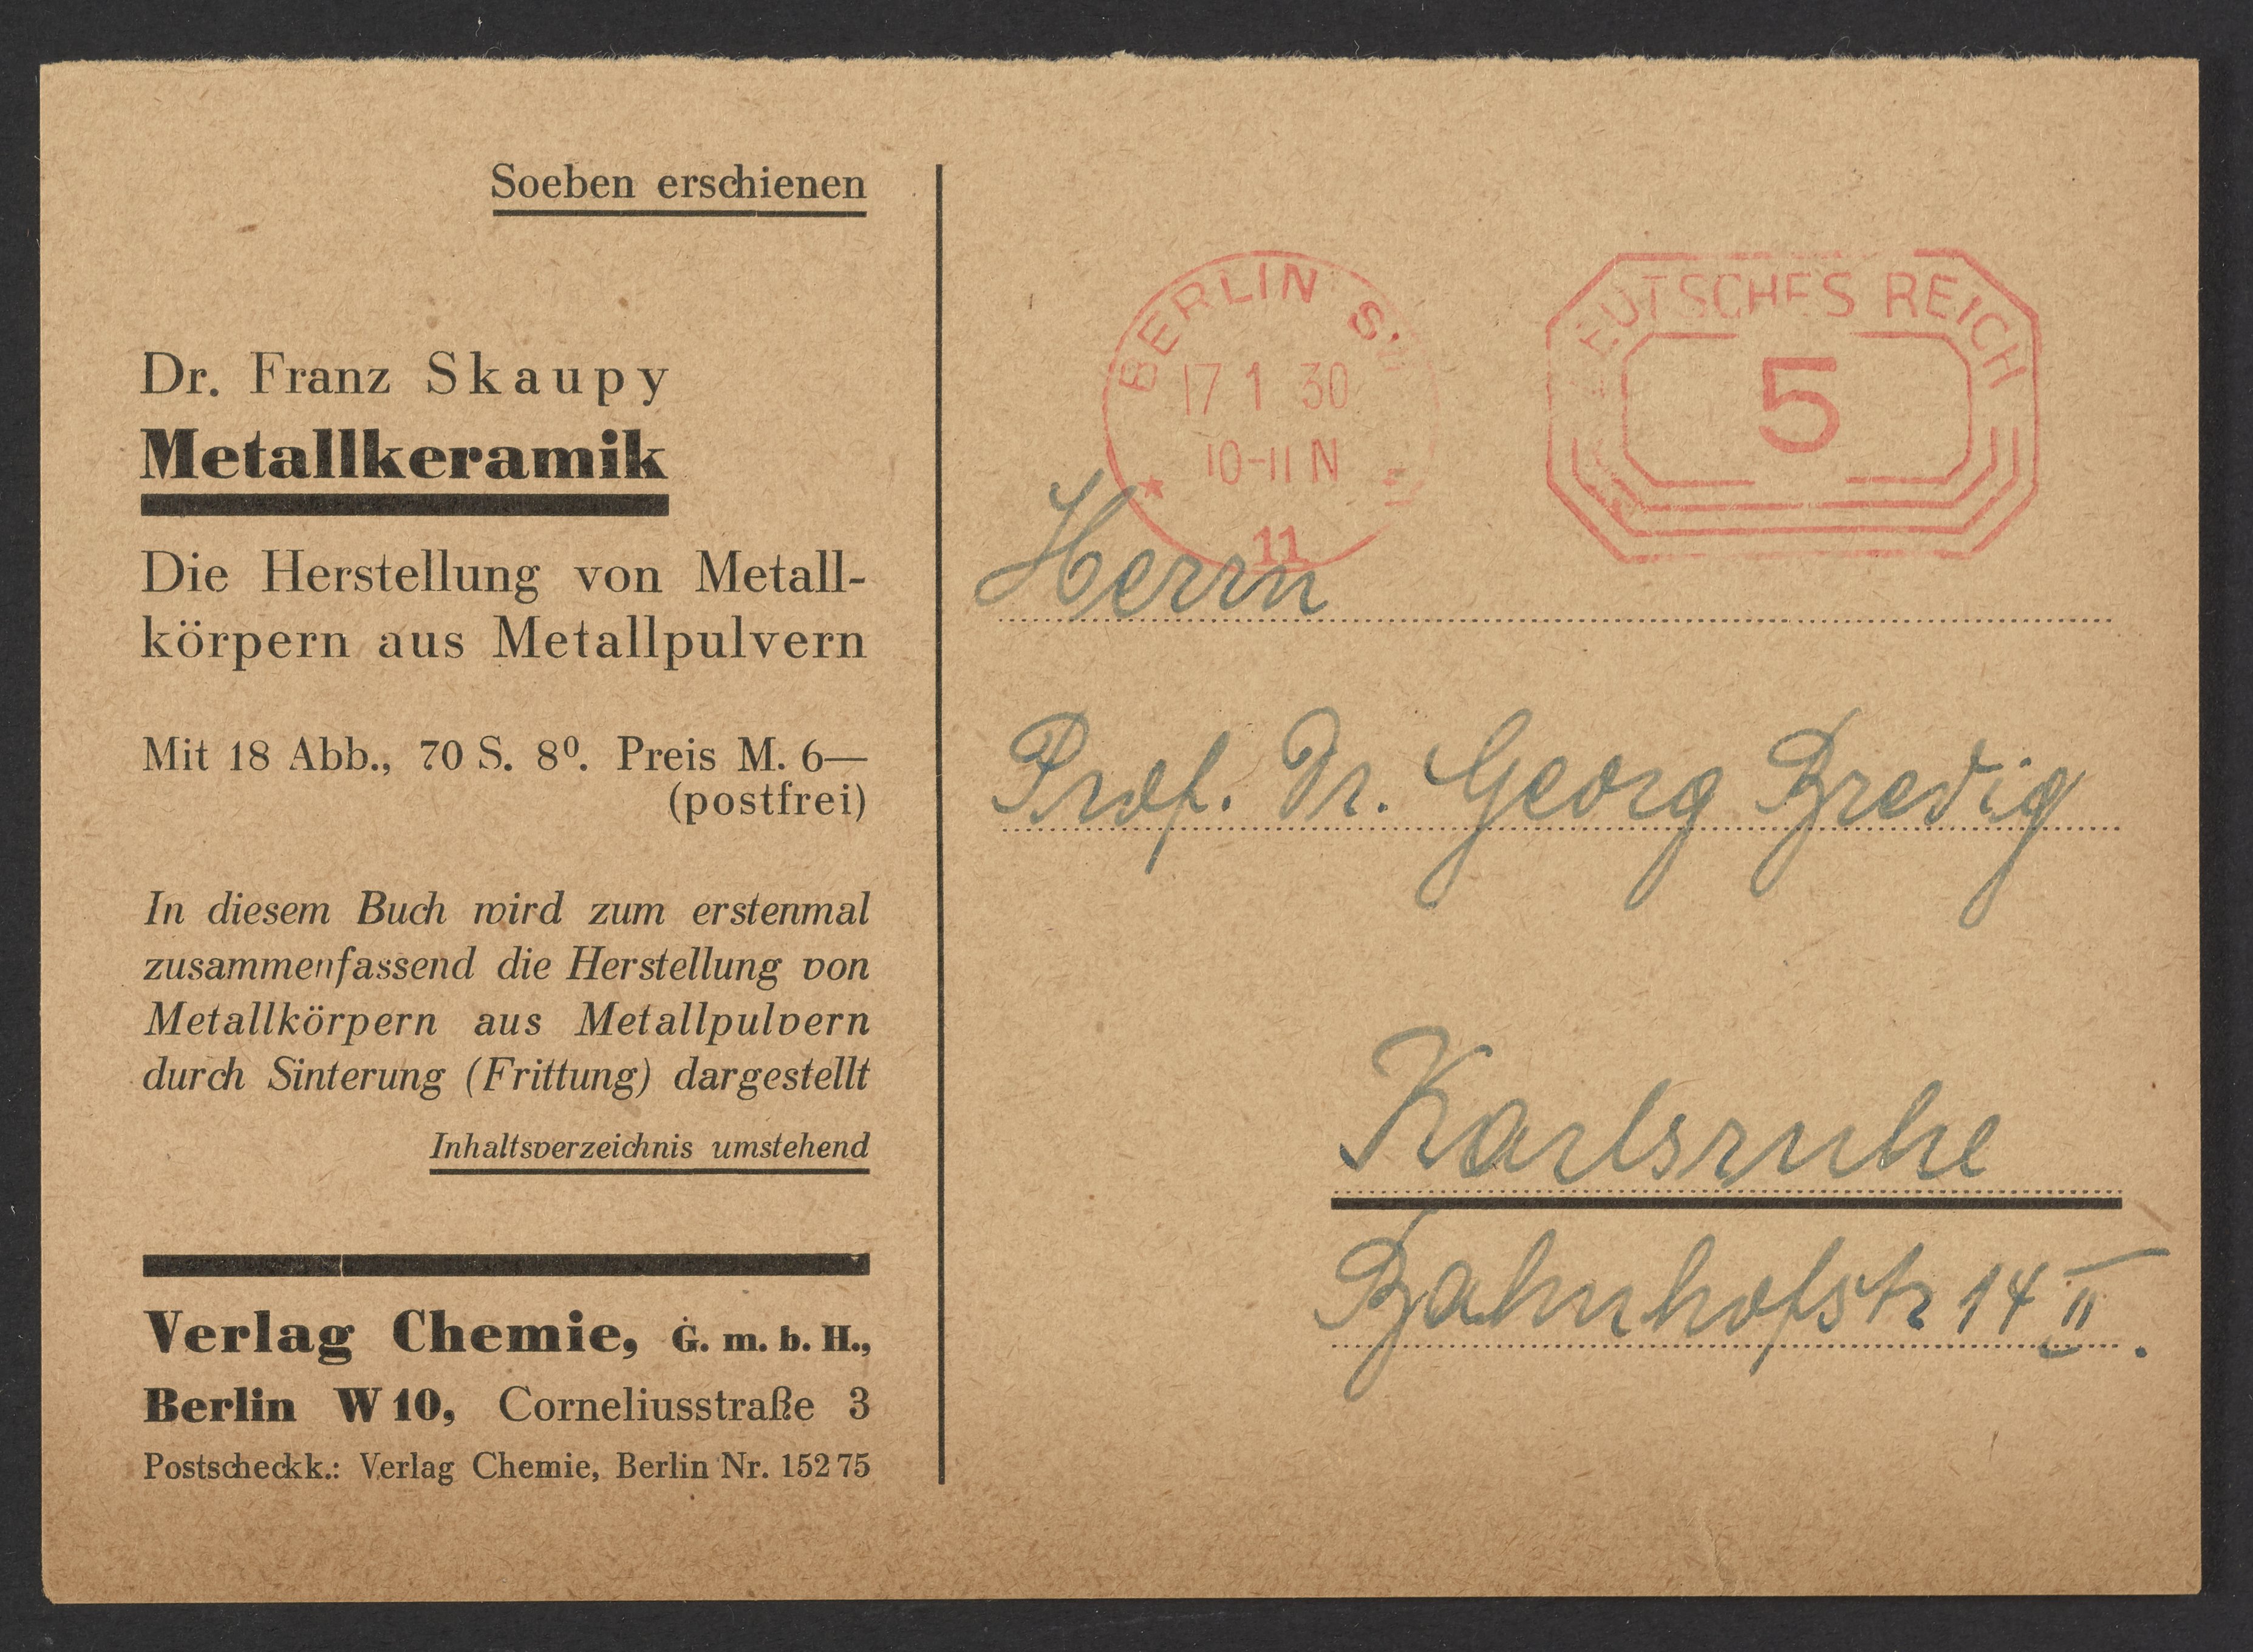 Soeben erschienen
Dr. Franz Skaupy
Metallkeramik
Die Herstellung von Metall-
körpern aus Metallpulvern
Mit 18 Abb., 70 S. 8⁰. Preis M. 6—
(postfrei)
In diesem Buch wird zum erstenmal
zusammenfassend die Herstellung von
Metallkörpern aus Metallpulvern
durch Sinterung (Frittung) dargestellt
Inhaltsverzeichnis umstehend
Verlag Chemie, G. m. b. H.,
Berlin W 10, Corneliusstraße 3
Postscheckk.: Verlag Chemie, Berlin Nr. 152 75
BERLIN
17 1 30
10-11 N
11
DEUTSCHES REICH
5
Herrn
Prof. Dr. Georg Bredig
Karlsruhe
Bahnhofstr 14 II.